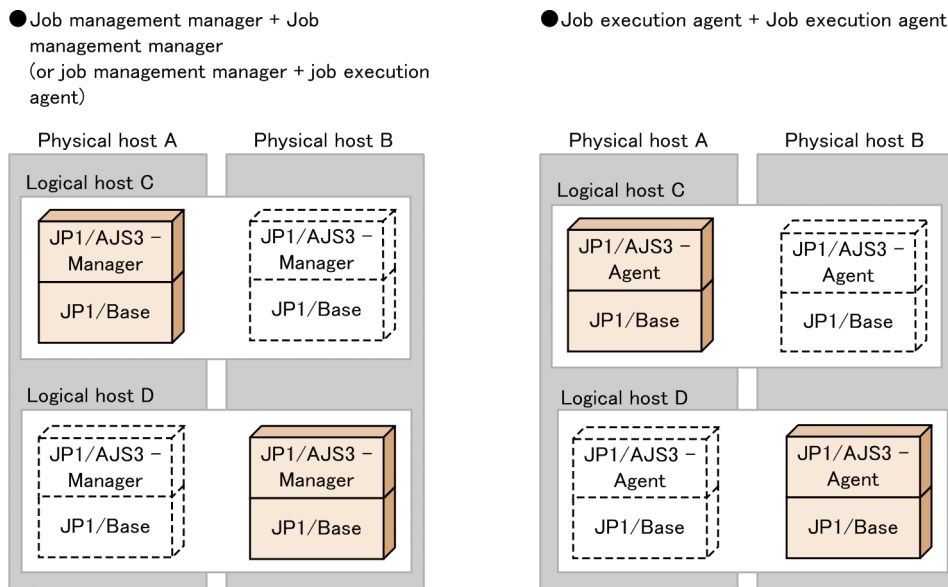 ●Job management manager + Job
management manager
(or job management manager + job execution
agent)
Physical host A
Physical host B
Logical host C
JP1/AJS3 -
Manager
JP1/Base
JP1/AJS3 -
Manager
JP1/Base
Logical host D
JP1/AJS3 -
Manager
JP1/Base
JP1/AJS3 -
Manager
JP1/Base
●Job execution agent + Job execution agent
Physical host A
Physical host B
Logical host C
JP1/AJS3 -
Agent
JP1/Base
JP1/AJS3 -
Agent
JP1/Base
Logical host D
JP1/AJS3 -
Agent
JP1/Base
JP1/AJS3 -
Agent
JP1/Base